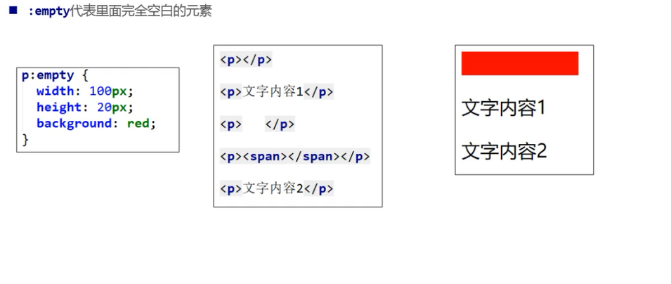 :empty代表里面完全空白的元素
p:empty {
  width: 100px;
  height: 20px;
  background: red;
}
<p></p>
<p>文字内容1</p>
<p>   </p>
<p><span></span></p>
<p>文字内容2</p>
文字内容1
文字内容2